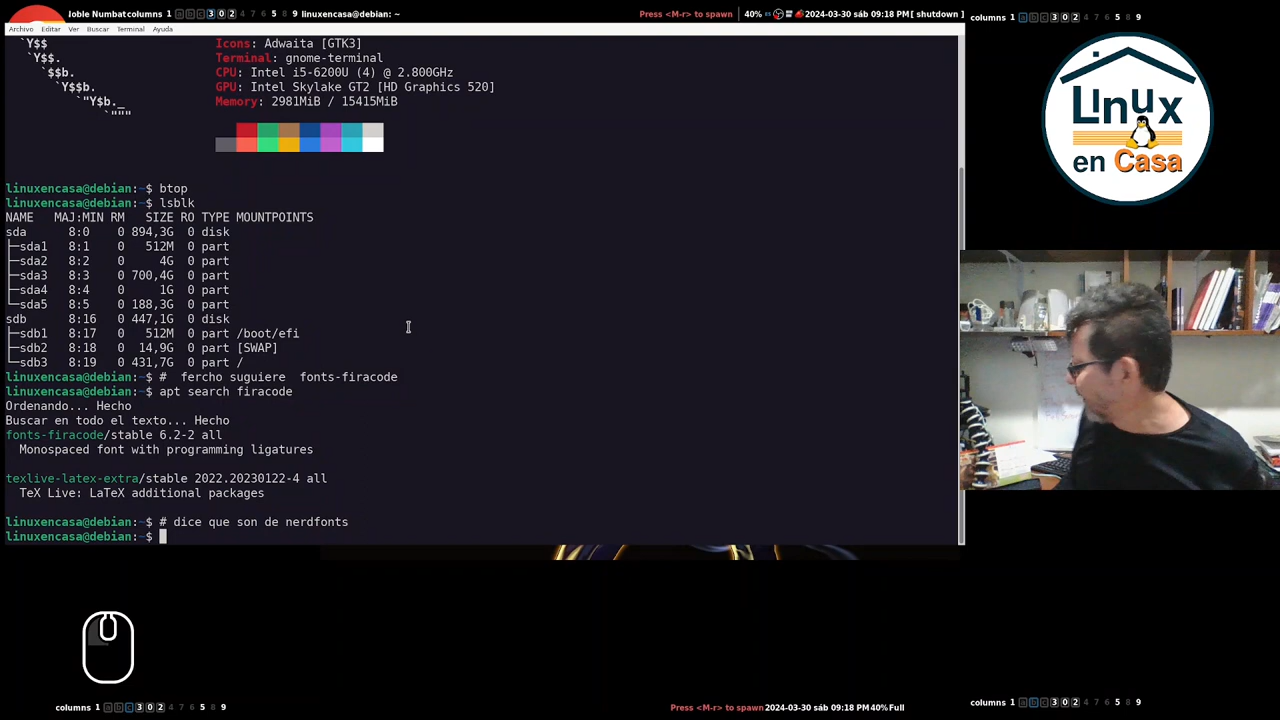 Noble Numbat columns 1 a b c 3 0 2 4 7 6 5 8 9 linuxencasa@debian: ~
Press <M-r> to spawn 40% ES 2024-03-30 sáb 09:18 PM [ shutdown ]
columns 1 a b c 3 0 2 4 7 6 5 8 9
Archivo Editar Ver Buscar Terminal Ayuda
`Y$$ Icons: Adwaita [GTK3]
`Y$$. Terminal: gnome-terminal
`$$b. CPU: Intel i5-6200U (4) @ 2.800GHz
`Y$$b. GPU: Intel Skylake GT2 [HD Graphics 520]
`"Y$b._ Memory: 2981MiB / 15415MiB
`"""
linuxencasa@debian:~$ btop
linuxencasa@debian:~$ lsblk
NAME MAJ:MIN RM SIZE RO TYPE MOUNTPOINTS
sda 8:0 0 894,3G 0 disk
├─sda1 8:1 0 512M 0 part
├─sda2 8:2 0 4G 0 part
├─sda3 8:3 0 700,4G 0 part
├─sda4 8:4 0 1G 0 part
└─sda5 8:5 0 188,3G 0 part
sdb 8:16 0 447,1G 0 disk
├─sdb1 8:17 0 512M 0 part /boot/efi
├─sdb2 8:18 0 14,9G 0 part [SWAP]
└─sdb3 8:19 0 431,7G 0 part /
linuxencasa@debian:~$ # fercho suguiere fonts-firacode
linuxencasa@debian:~$ apt search firacode
Ordenando... Hecho
Buscar en todo el texto... Hecho
fonts-firacode/stable 6.2-2 all
Monospaced font with programming ligatures
texlive-latex-extra/stable 2022.20230122-4 all
TeX Live: LaTeX additional packages
linuxencasa@debian:~$ # dice que son de nerdfonts
linuxencasa@debian:~$
Linux
en Casa
columns 1 a b c 3 0 2 4 7 6 5 8 9
Press <M-r> to spawn 2024-03-30 sáb 09:18 PM 40% Full
columns 1 a b c 3 0 2 4 7 6 5 8 9